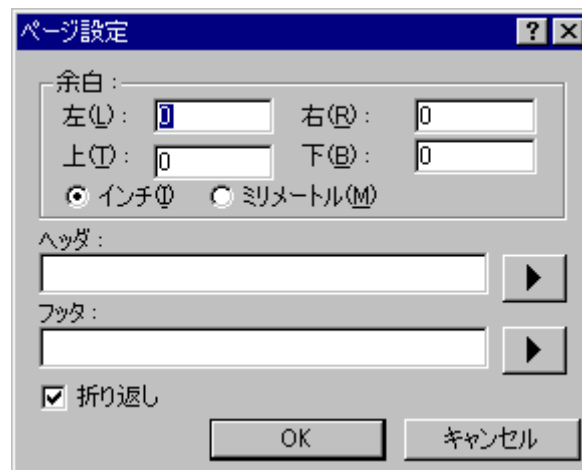 ページ設定
余白:
左(L): 0 右(R): 0
上(T): 0 下(B): 0
インチ(I) ミリメートル(M)
ヘッダ:
フッタ:
折り返し
OK キャンセル